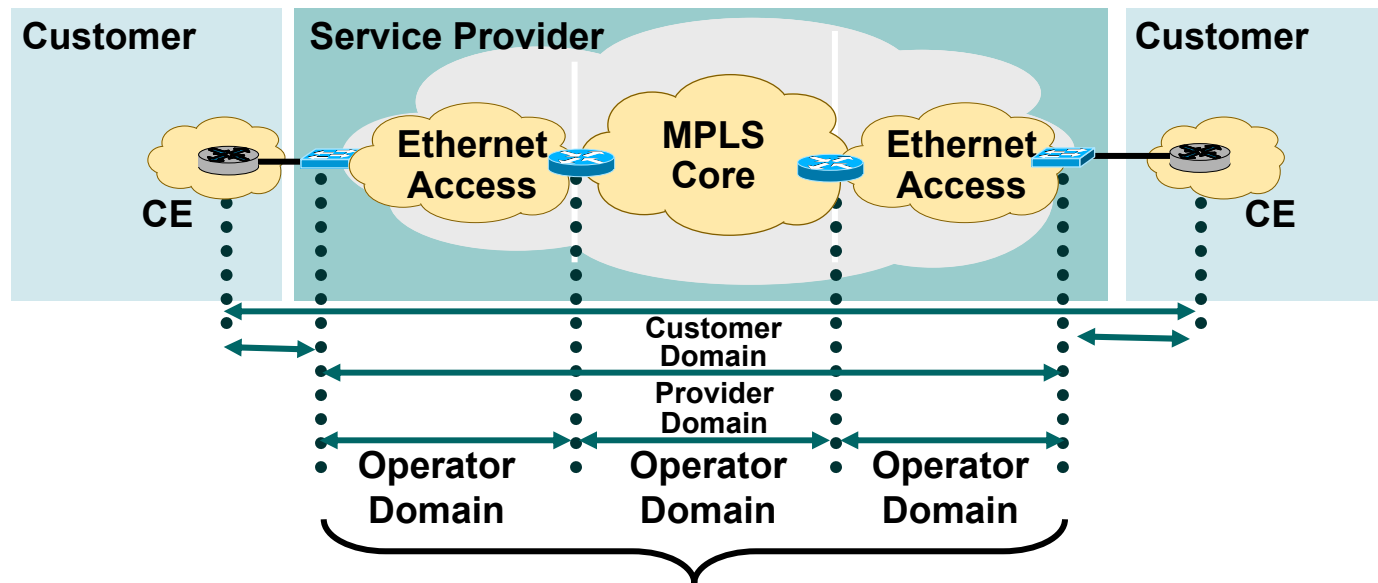 Customer
Service Provider
Customer
Ethernet
Access
MPLS
Core
Ethernet
Access
CE
CE
Customer
Domain
Provider
Domain
Operator
Domain
Operator
Domain
Operator
Domain